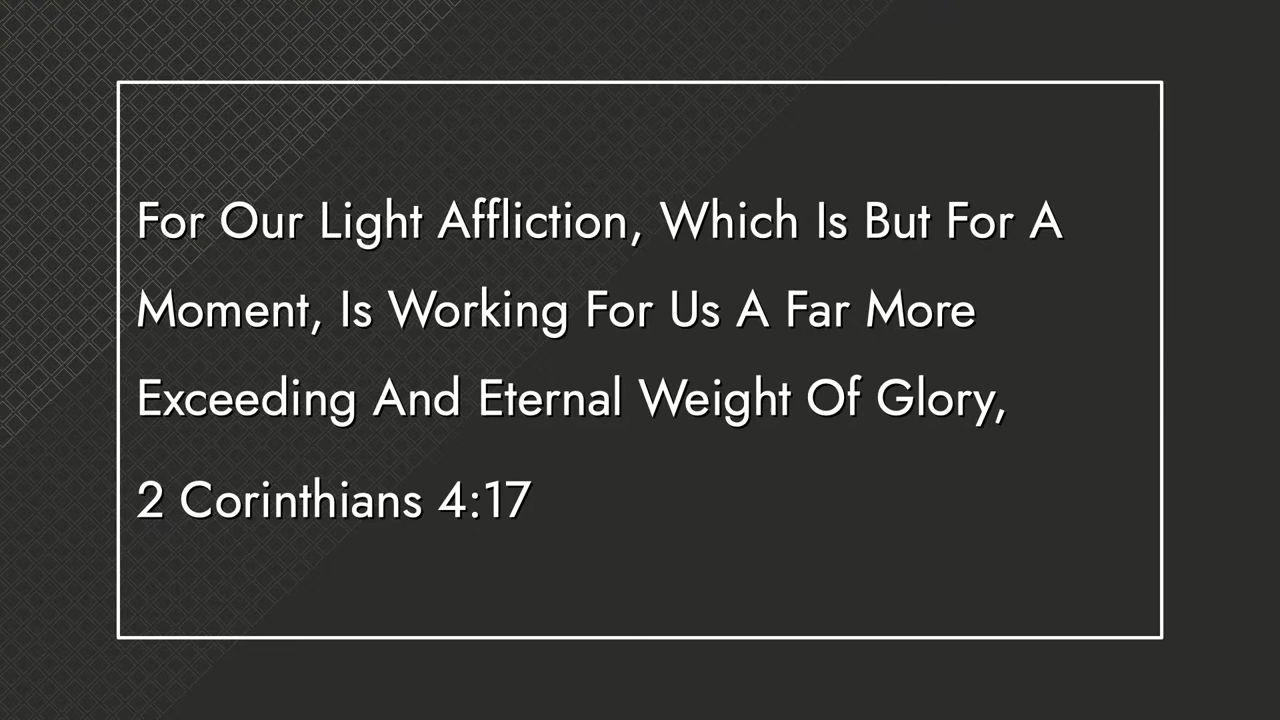 For Our Light Affliction, Which Is But For A
Moment, Is Working For Us A Far More
Exceeding And Eternal Weight Of Glory,
2 Corinthians 4:17